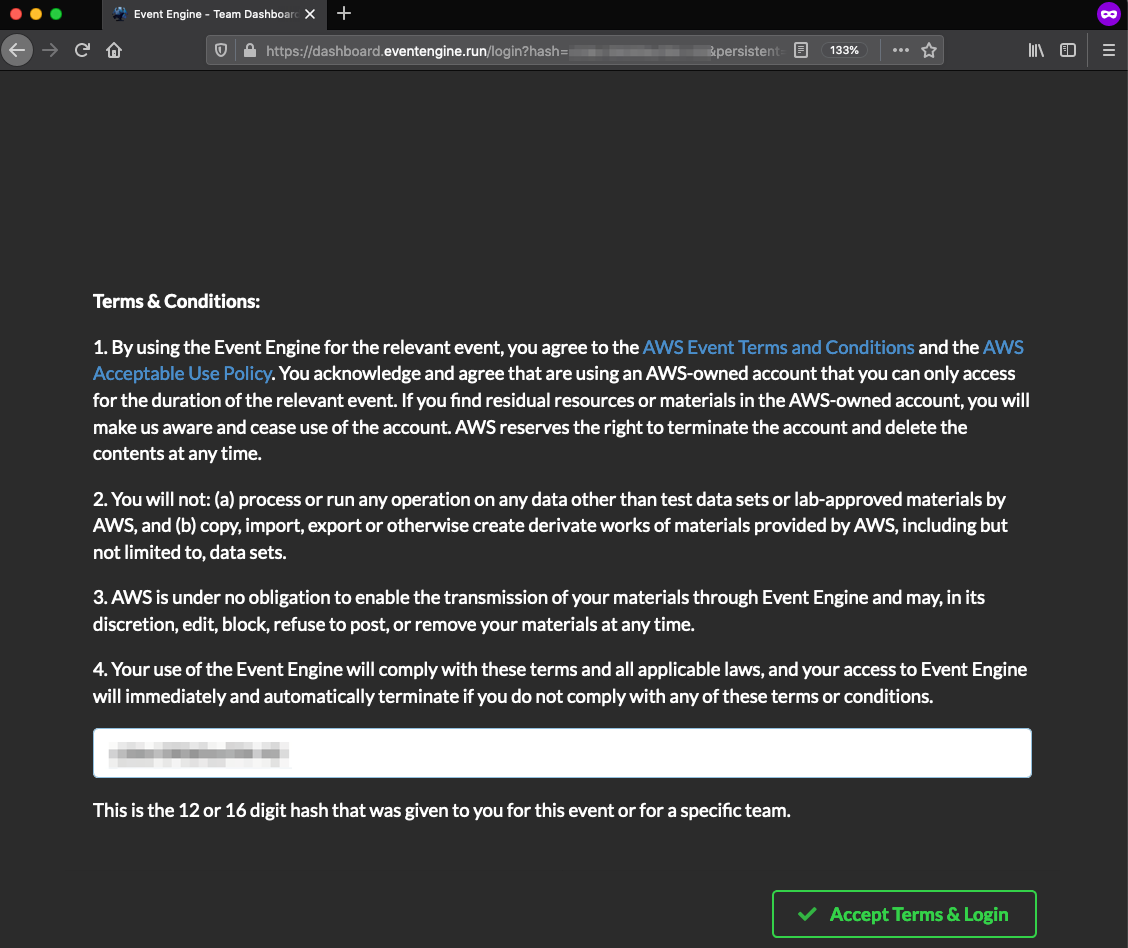 Event Engine - Team Dashboard
https://dashboard.eventengine.run/login?hash= &persistent
133%
Terms & Conditions:
1. By using the Event Engine for the relevant event, you agree to the AWS Event Terms and Conditions and the AWS
Acceptable Use Policy. You acknowledge and agree that are using an AWS-owned account that you can only access
for the duration of the relevant event. If you find residual resources or materials in the AWS-owned account, you will
make us aware and cease use of the account. AWS reserves the right to terminate the account and delete the
contents at any time.
2. You will not: (a) process or run any operation on any data other than test data sets or lab-approved materials by
AWS, and (b) copy, import, export or otherwise create derivate works of materials provided by AWS, including but
not limited to, data sets.
3. AWS is under no obligation to enable the transmission of your materials through Event Engine and may, in its
discretion, edit, block, refuse to post, or remove your materials at any time.
4. Your use of the Event Engine will comply with these terms and all applicable laws, and your access to Event Engine
will immediately and automatically terminate if you do not comply with any of these terms or conditions.
This is the 12 or 16 digit hash that was given to you for this event or for a specific team.
Accept Terms & Login